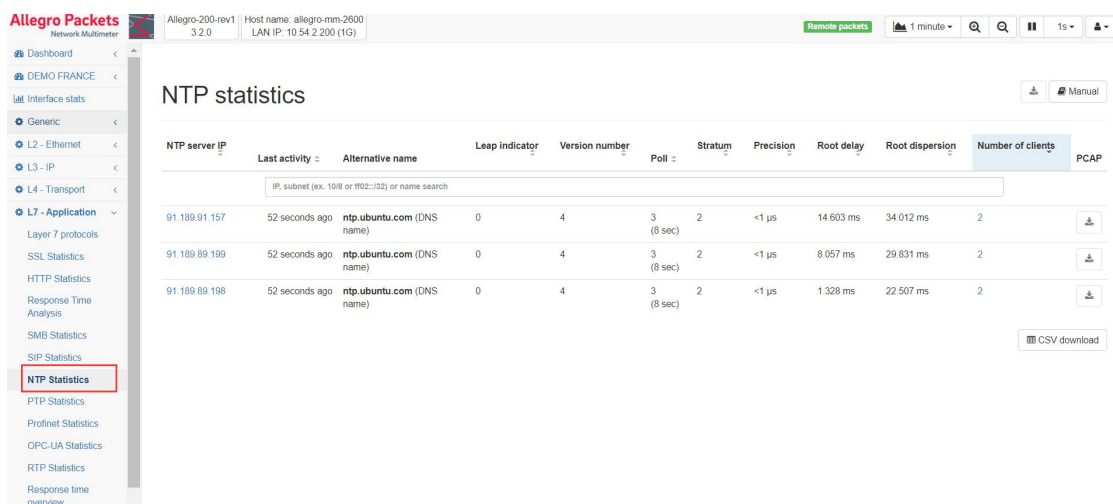 Allegro Packets
Network Multimeter
Allegro-200-rev1
3.2.0
Host name: allegro-mm-2600
LAN IP: 10.54.2.200 (1G)
Remote packets
1 minute
1s
Dashboard
DEMO FRANCE
Interface stats
Generic
L2 - Ethernet
L3 - IP
L4 - Transport
L7 - Application
Layer 7 protocols
SSL Statistics
HTTP Statistics
Response Time
Analysis
SMB Statistics
SIP Statistics
NTP Statistics
PTP Statistics
Profinet Statistics
OPC-UA Statistics
RTP Statistics
Response time
overview
NTP statistics
Manual
NTP server IP Last activity Alternative name Leap indicator Version number Poll Stratum Precision Root delay Root dispersion Number of clients PCAP
IP, subnet (ex. 10/8 or ff02::/32) or name search
91.189.91.157 52 seconds ago ntp.ubuntu.com (DNS 0 4 3 2 <1 µs 14.603 ms 34.012 ms 2
name) (8 sec)
91.189.89.199 52 seconds ago ntp.ubuntu.com (DNS 0 4 3 2 <1 µs 8.057 ms 29.831 ms 2
name) (8 sec)
91.189.89.198 52 seconds ago ntp.ubuntu.com (DNS 0 4 3 2 <1 µs 1.328 ms 22.507 ms 2
name) (8 sec)
CSV download